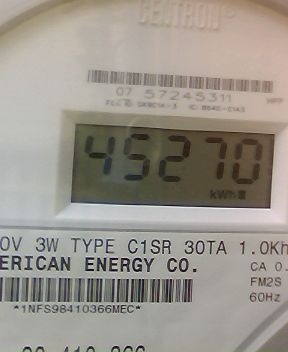 CENTRON®
07 57245311
45270
kWh
0V 3W TYPE C1SR 30TA 1.0Kh
ERICAN ENERGY CO.
CA 0.
FM2S
60Hz
*1NFS98410366MEC*